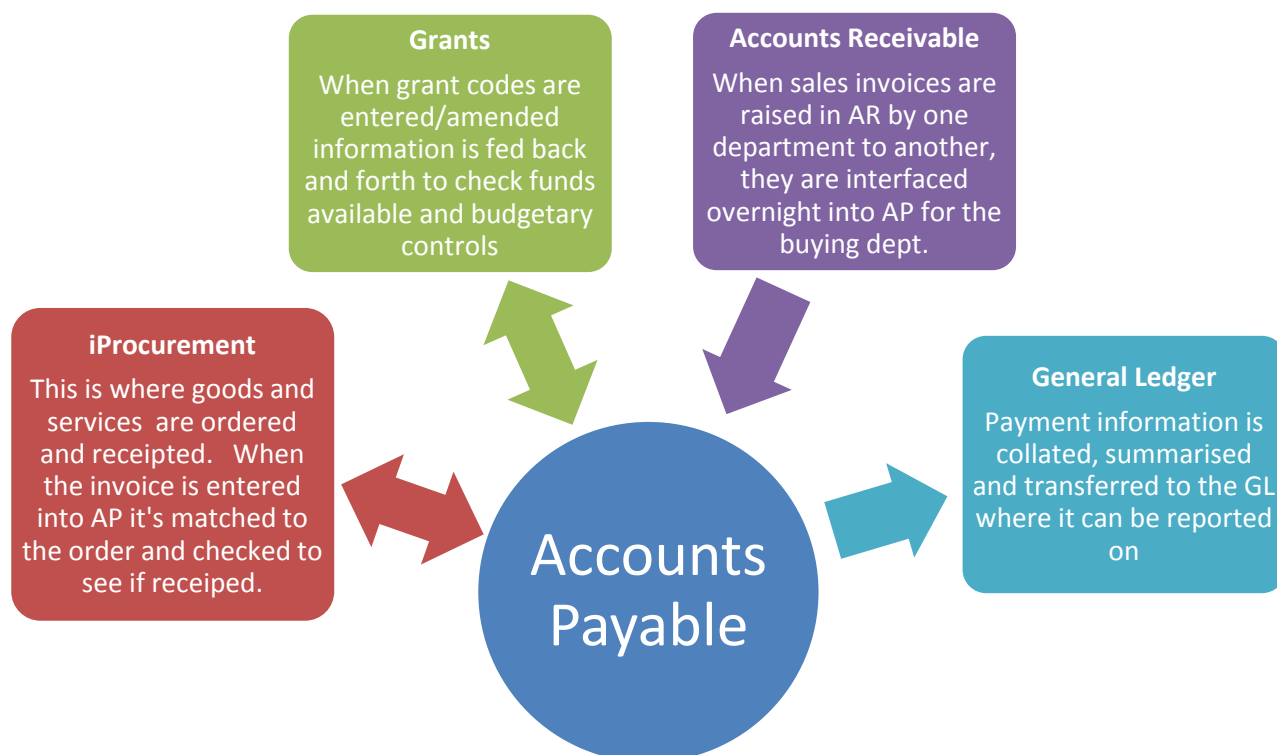 Grants
When grant codes are
entered/amended
information is fed back
and forth to check funds
available and budgetary
controls
Accounts Receivable
When sales invoices are
raised in AR by one
department to another,
they are interfaced
overnight into AP for the
buying dept.
iProcurement
This is where goods and
services  are ordered
and receipted.   When
the invoice is entered
into AP it's matched to
the order and checked to
see if receiped.
General Ledger
Payment information is
collated, summarised
and transferred to the GL
where it can be reported
on
Accounts
Payable